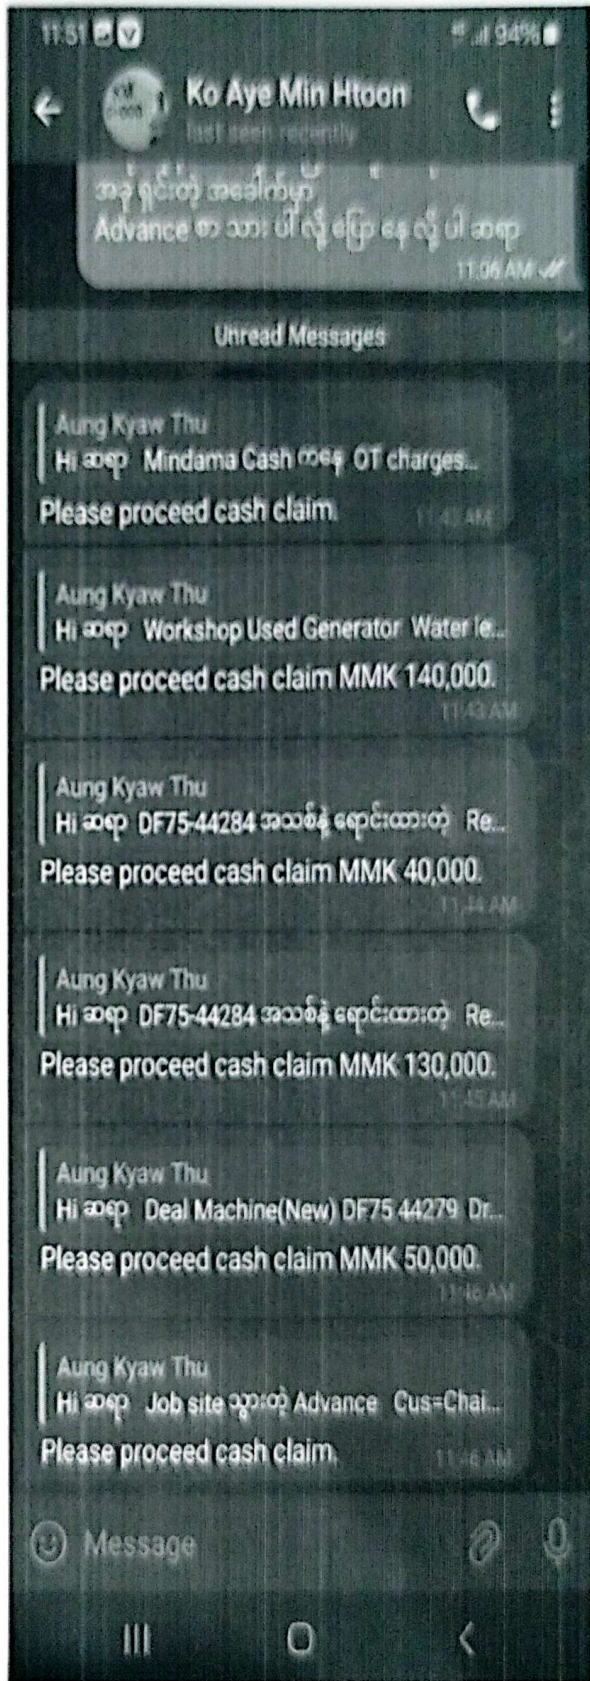 11:51
94%
Ko Aye Min Htoon
last seen recently
အခု ရှင်းတဲ့ အခေါက်မှာ
Advance စာ သား ပါ လို့ ပြော နေ လို့ ပါ ဆရာ
11:06 AM
Unread Messages
Aung Kyaw Thu
Hi ဆရာ Mindama Cash ကနေ OT charges...
Please proceed cash claim.
Aung Kyaw Thu
Hi ဆရာ Workshop Used Generator Water le...
Please proceed cash claim MMK 140,000.
11:43 AM
Aung Kyaw Thu
Hi ဆရာ DF75-44284 အသစ်နဲ့ ရောင်းထားတဲ့ Re...
Please proceed cash claim MMK 40,000.
11:44 AM
Aung Kyaw Thu
Hi ဆရာ DF75-44284 အသစ်နဲ့ ရောင်းထားတဲ့ Re...
Please proceed cash claim MMK 130,000.
11:45 AM
Aung Kyaw Thu
Hi ဆရာ Deal Machine(New) DF75 44279 Dr...
Please proceed cash claim MMK 50,000.
11:46 AM
Aung Kyaw Thu
Hi ဆရာ Job site သွားတဲ့ Advance Cus=Chai...
Please proceed cash claim.
11:46 AM
Message